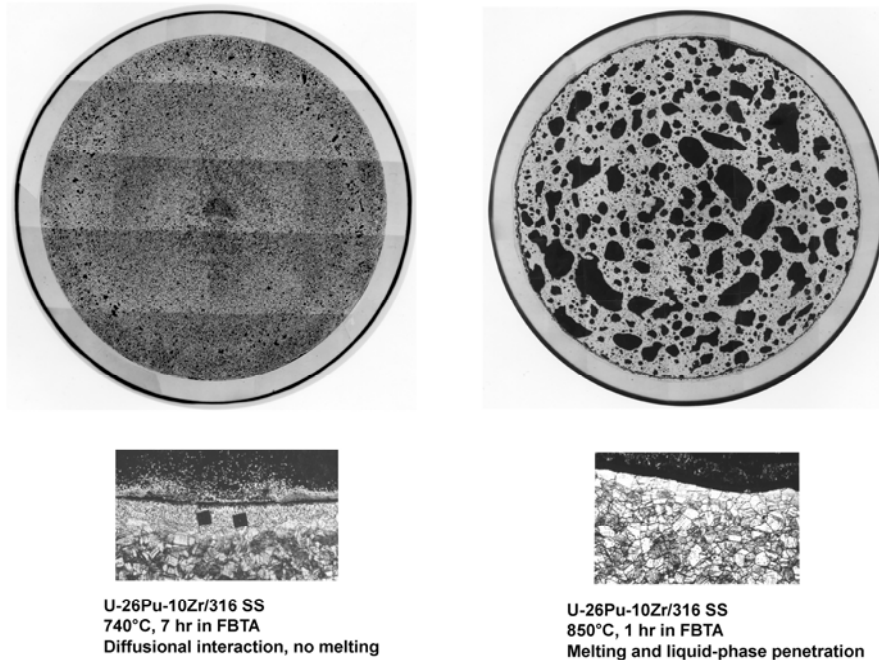 U-26Pu-10Zr/316 SS
740°C, 7 hr in FBTA
Diffusional interaction, no melting
U-26Pu-10Zr/316 SS
850°C, 1 hr in FBTA
Melting and liquid-phase penetration